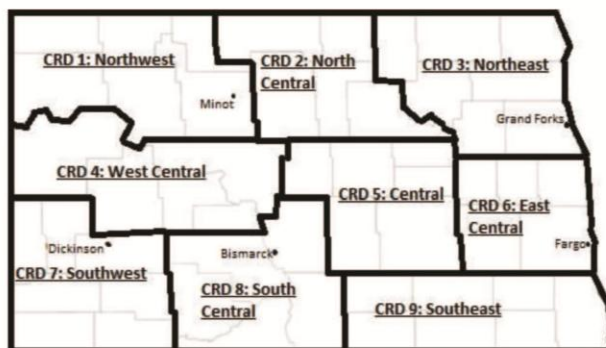 CRD 1: Northwest
CRD 2: North
Central
CRD 3: Northeast
Minot
Grand Forks
CRD 4: West Central
CRD 5: Central
CRD 6: East
Central
Dickinson
Bismarck
Fargo
CRD 7: Southwest
CRD 8: South
Central
CRD 9: Southeast